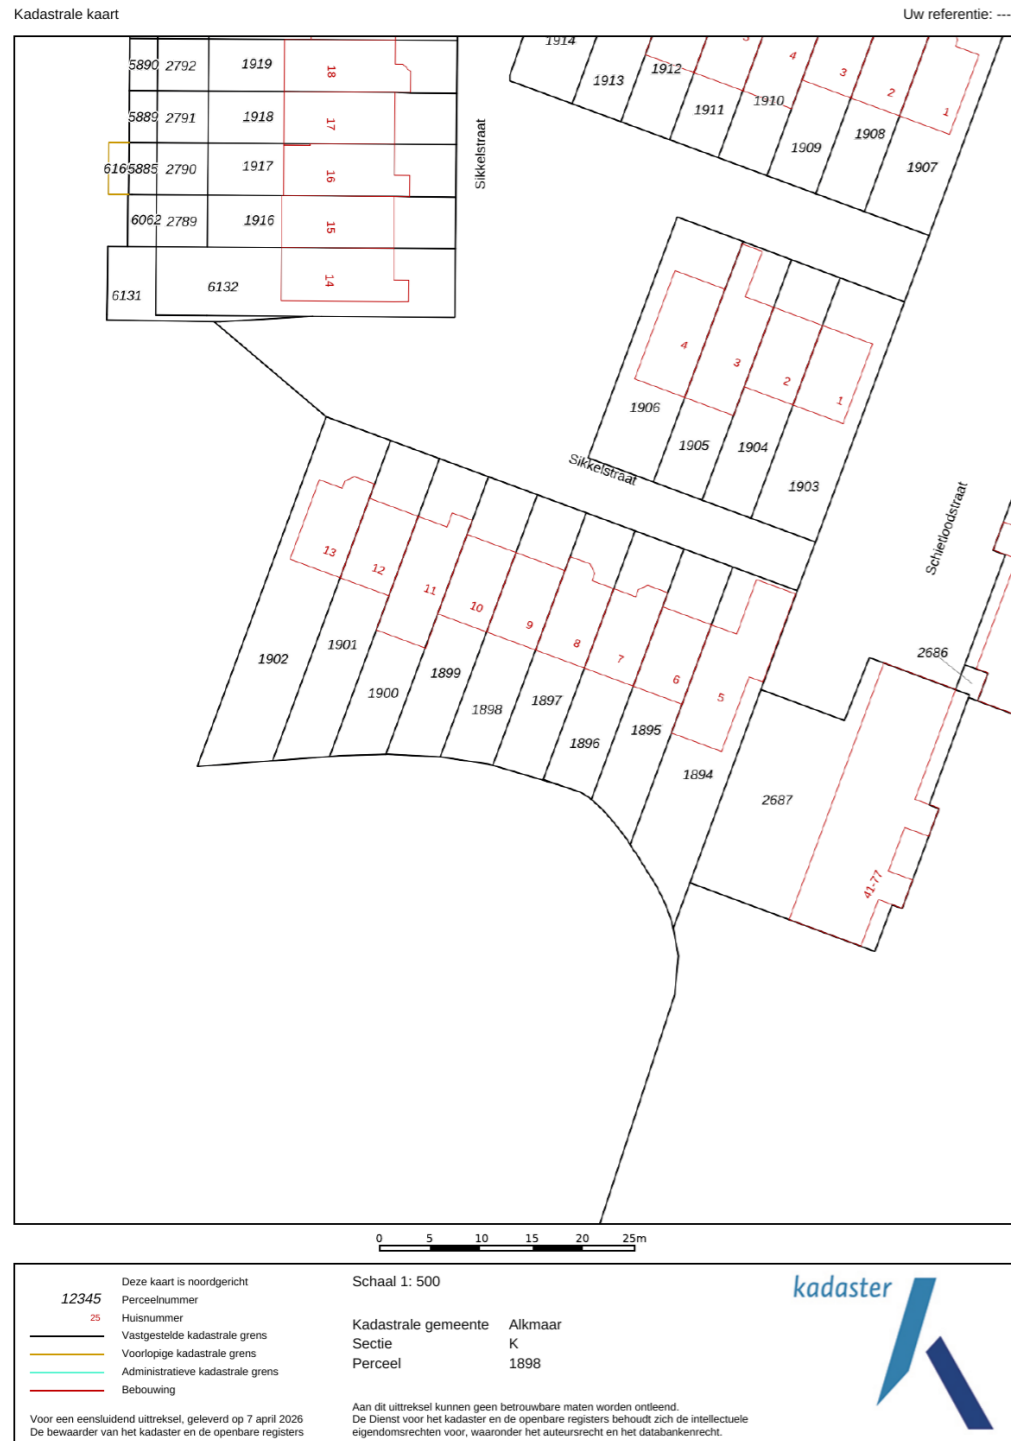 Kadastrale kaart
Uw referentie: ---
5890 2792 1919 18
5889 2791 1918 17
6165885 2790 1917 16
6062 2789 1916 15
6131 6132 14
Sikkelstraat
1914 1913 1912 1911 1910 1909 1908 1907
4 3 2 1
4 3 2 1
1906 1905 1904 1903
Sikkelstraat
Schietloodstraat
13 12 11 10 9 8 7 6 5
1902 1901 1900 1899 1898 1897 1896 1895 1894
2686
2687
41-77
0 5 10 15 20 25m
Deze kaart is noordgericht
12345 Perceelnummer
25 Huisnummer
Vastgestelde kadastrale grens
Voorlopige kadastrale grens
Administratieve kadastrale grens
Bebouwing
Voor een eensluidend uittreksel, geleverd op 7 april 2026
De bewaarder van het kadaster en de openbare registers
Schaal 1: 500
Kadastrale gemeente Alkmaar
Sectie K
Perceel 1898
Aan dit uittreksel kunnen geen betrouwbare maten worden ontleend.
De Dienst voor het kadaster en de openbare registers behoudt zich de intellectuele
eigendomsrechten voor, waaronder het auteursrecht en het databankenrecht.
kadaster